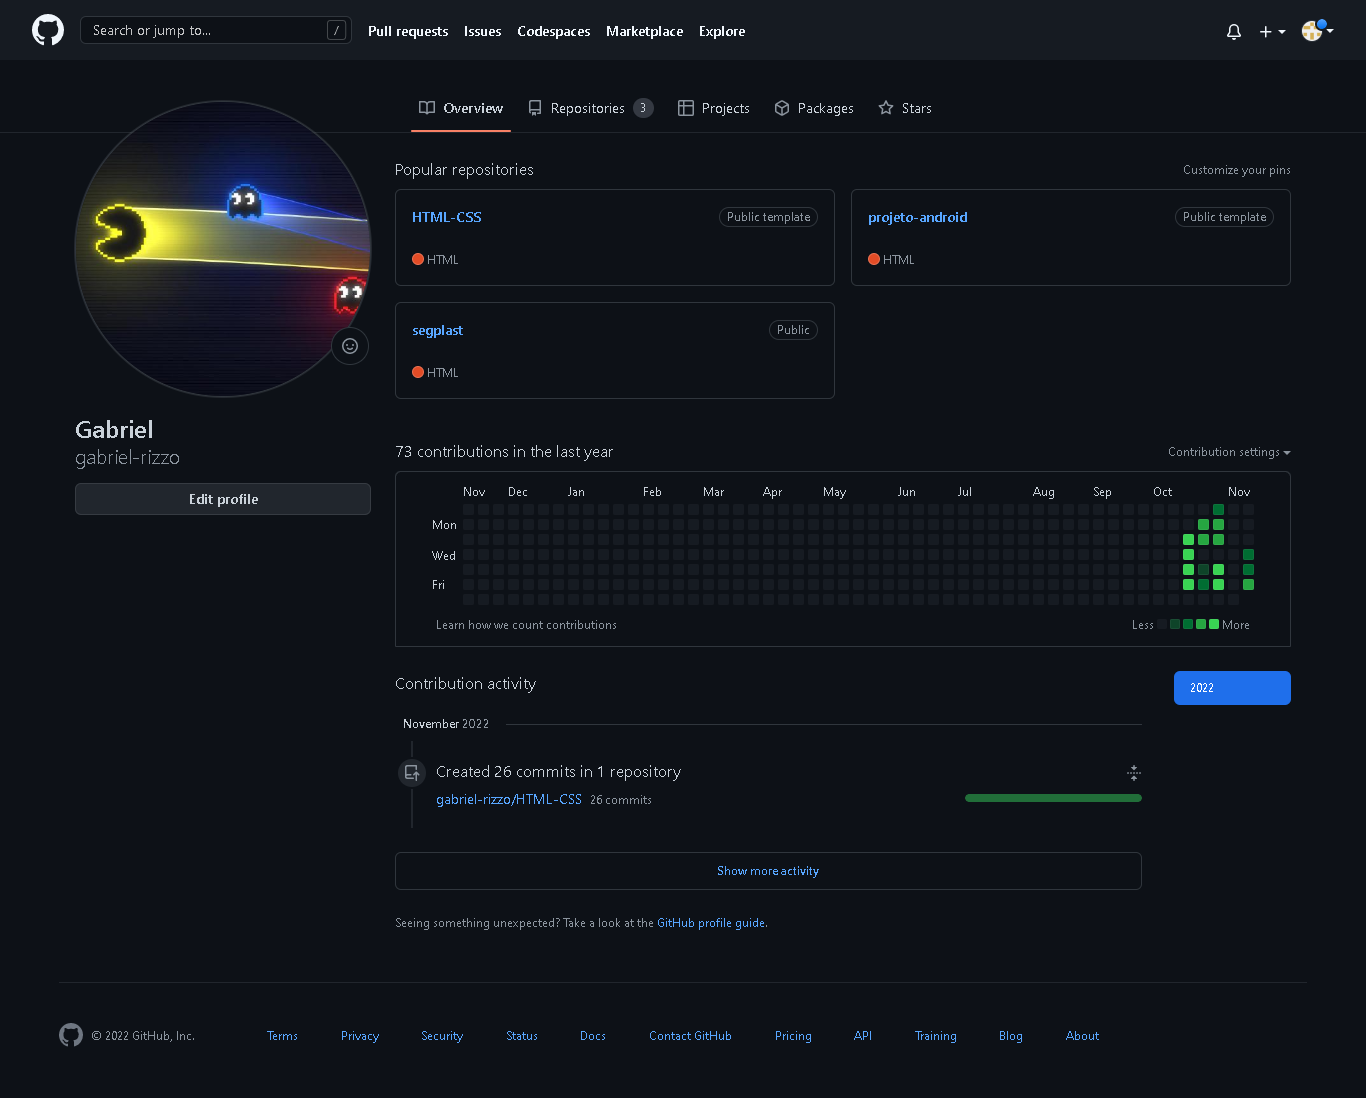 Search or jump to... / Pull requests Issues Codespaces Marketplace Explore
Overview Repositories 3 Projects Packages Stars
Popular repositories Customize your pins
HTML-CSS Public template
HTML
projeto-android Public template
HTML
segplast Public
HTML
Gabriel
gabriel-rizzo
Edit profile
73 contributions in the last year Contribution settings
Nov Dec Jan Feb Mar Apr May Jun Jul Aug Sep Oct Nov
Mon
Wed
Fri
Learn how we count contributions Less More
Contribution activity 2022
November 2022
Created 26 commits in 1 repository
gabriel-rizzo/HTML-CSS 26 commits
Show more activity
Seeing something unexpected? Take a look at the GitHub profile guide.
© 2022 GitHub, Inc. Terms Privacy Security Status Docs Contact GitHub Pricing API Training Blog About